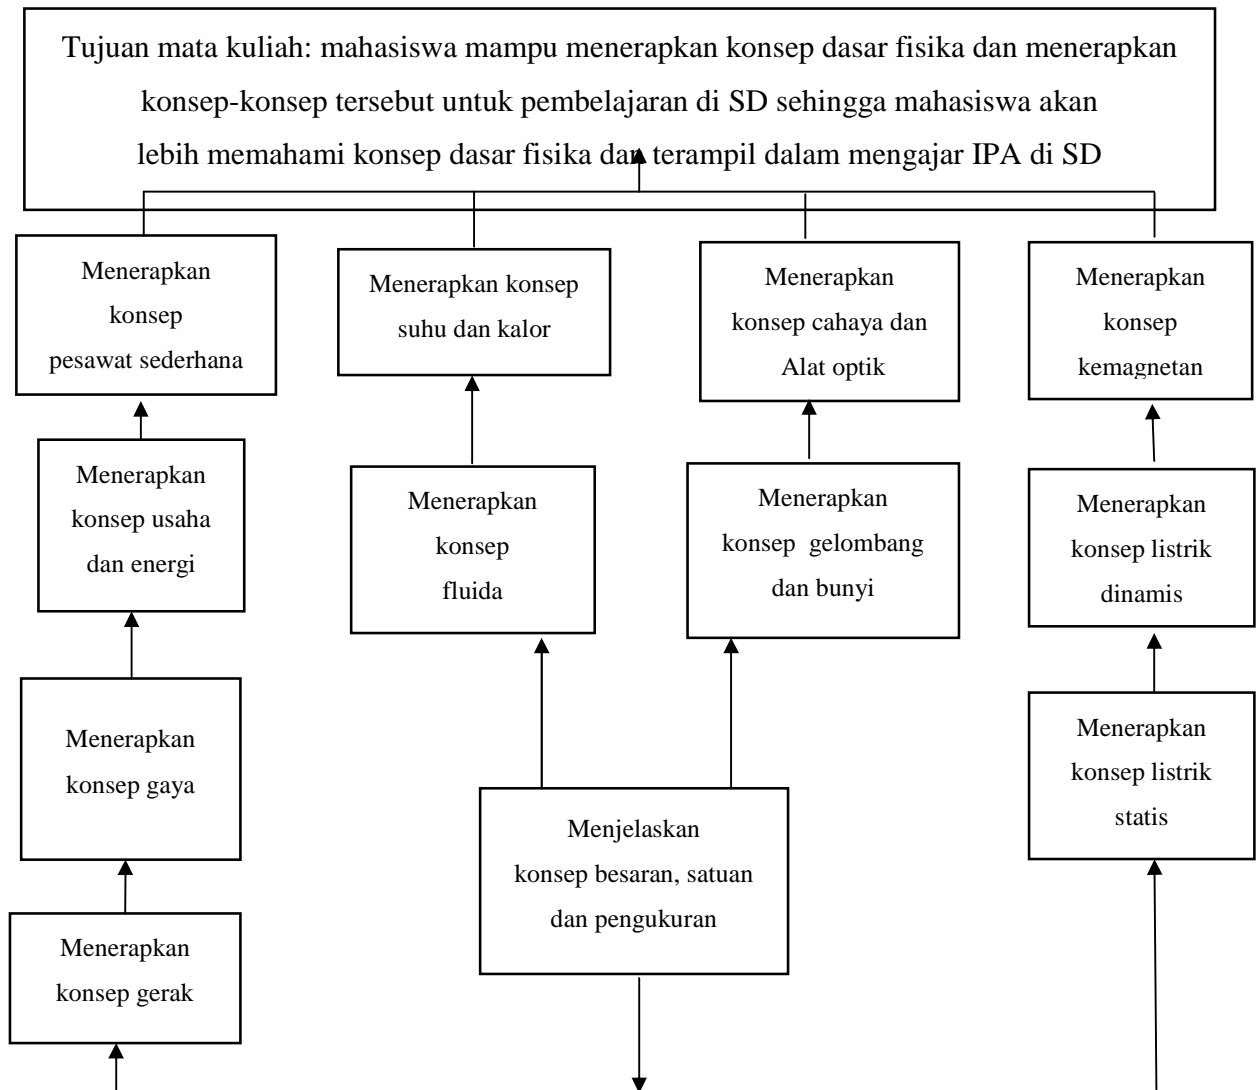 Tujuan mata kuliah: mahasiswa mampu menerapkan konsep dasar fisika dan menerapkan
konsep-konsep tersebut untuk pembelajaran di SD sehingga mahasiswa akan
lebih memahami konsep dasar fisika dan terampil dalam mengajar IPA di SD
Menerapkan
konsep
pesawat sederhana
Menerapkan konsep
suhu dan kalor
Menerapkan
konsep cahaya dan
Alat optik
Menerapkan
konsep
kemagnetan
Menerapkan
konsep usaha
dan energi
Menerapkan
konsep
fluida
Menerapkan
konsep gelombang
dan bunyi
Menerapkan
konsep listrik
dinamis
Menerapkan
konsep gaya
Menjelaskan
konsep besaran, satuan
dan pengukuran
Menerapkan
konsep listrik
statis
Menerapkan
konsep gerak